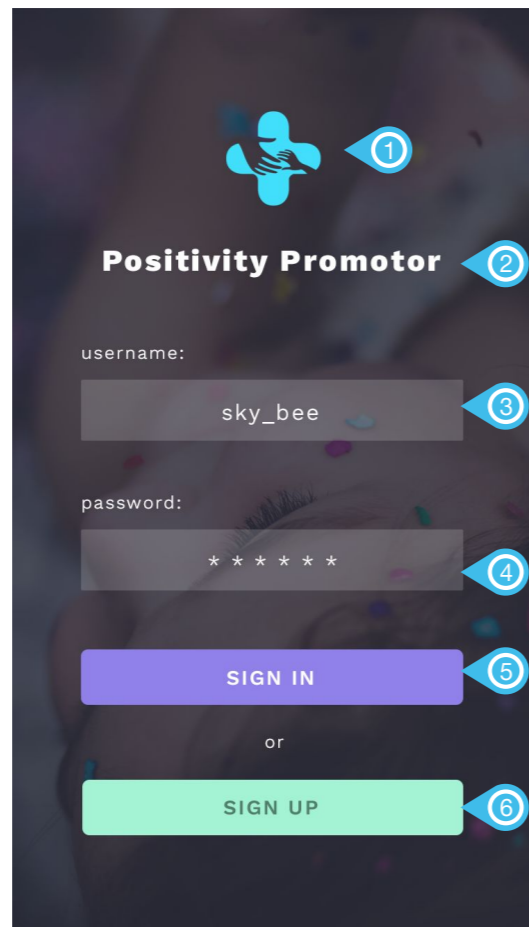 1
Positivity Promotor
2
username:
sky_bee
3
password:
* * * * * *
4
SIGN IN
5
or
SIGN UP
6